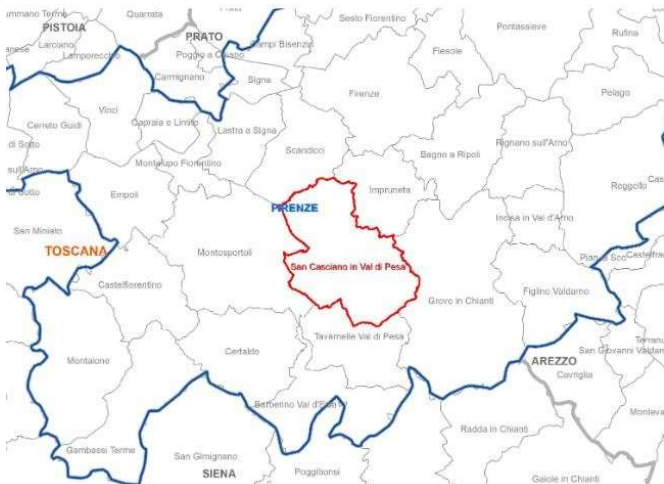 Quarrata
PISTOIA
PRATO
Sesto Fiorentino
Pontassieve
Larciano
Lamporecchio
Poggio a Caiano
Campi Bisenzio
Fiesole
Rufina
Carmignano
Signa
Firenze
Pelago
Vinci
Cerreto Guidi
Capraia e Limite
Lastra a Signa
Scandicci
Bagno a Ripoli
Rignano sull'Arno
Montelupo Fiorentino
Impruneta
Reggello
Empoli
FIRENZE
Incisa in Val d'Arno
San Miniato
TOSCANA
Montespertoli
San Casciano in Val di Pesa
Castelfiorentino
Greve in Chianti
Figline Valdarno
Tavarnelle Val di Pesa
Certaldo
Montaione
AREZZO
San Giovanni Valdarno
Cavriglia
Barberino Val d'Elsa
Radda in Chianti
Gambassi Terme
San Gimignano
SIENA
Poggibonsi
Gaiole in Chianti